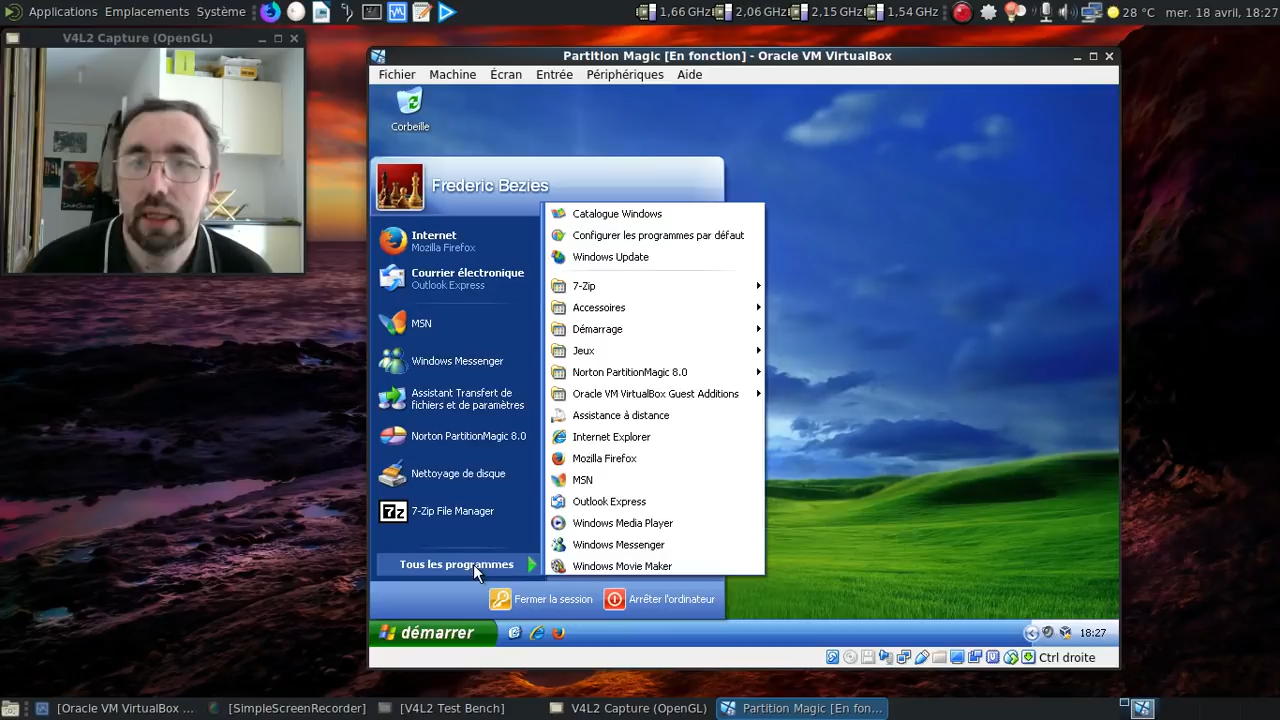 Applications Emplacements Système
1,66 GHz 2,06 GHz 2,15 GHz 1,54 GHz
28 °C mer. 18 avril, 18:27
V4L2 Capture (OpenGL)
Partition Magic [En fonction] - Oracle VM VirtualBox
Fichier Machine Écran Entrée Périphériques Aide
Corbeille
Frederic Bezies
Internet
Mozilla Firefox
Courrier électronique
Outlook Express
MSN
Windows Messenger
Assistant Transfert de
fichiers et de paramètres
Norton PartitionMagic 8.0
Nettoyage de disque
7z 7-Zip File Manager
Tous les programmes
Catalogue Windows
Configurer les programmes par défaut
Windows Update
7-Zip
Accessoires
Démarrage
Jeux
Norton PartitionMagic 8.0
Oracle VM VirtualBox Guest Additions
Assistance à distance
Internet Explorer
Mozilla Firefox
MSN
Outlook Express
Windows Media Player
Windows Messenger
Windows Movie Maker
Fermer la session Arrêter l'ordinateur
démarrer
18:27
Ctrl droite
[Oracle VM VirtualBox ... [SimpleScreenRecorder] [V4L2 Test Bench] V4L2 Capture (OpenGL) Partition Magic [En fon...